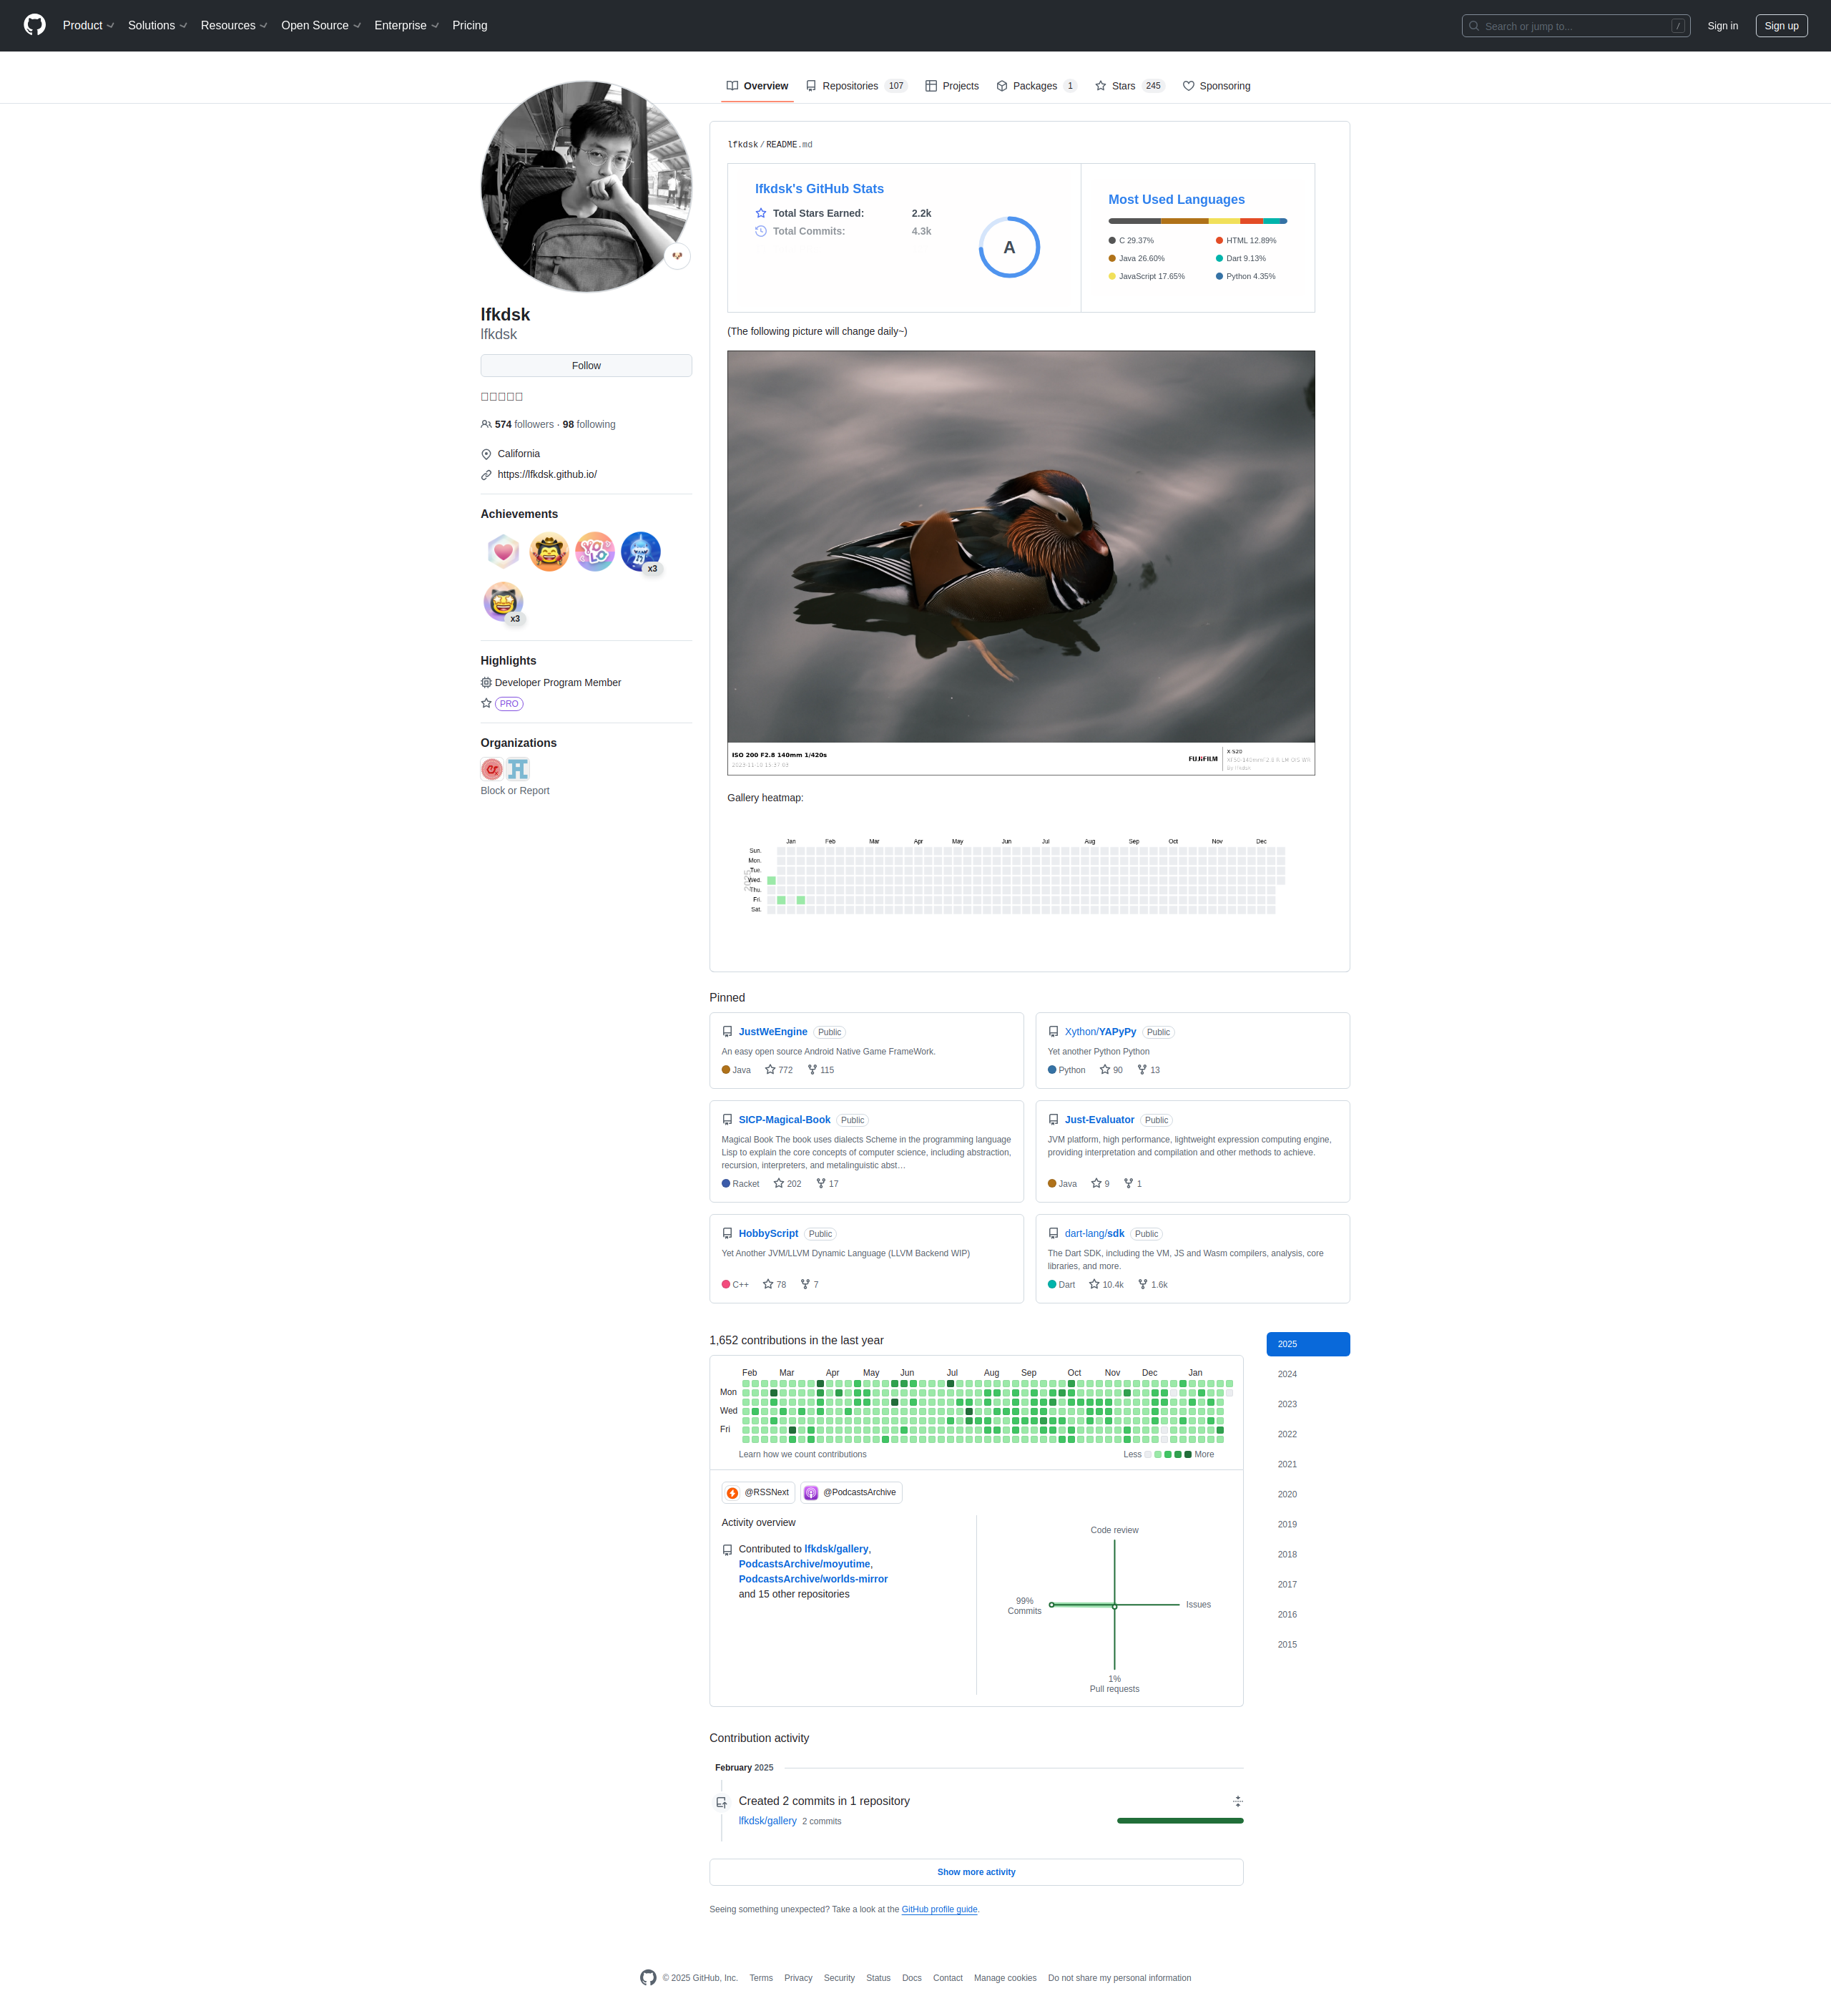 Product Solutions Resources Open Source Enterprise Pricing
Search or jump to... /
Sign in
Sign up
Overview
Repositories 107
Projects
Packages 1
Stars 245
Sponsoring
lfkdsk
lfkdsk
Follow
574 followers · 98 following
California
https://lfkdsk.github.io/
Achievements
YOLO
x3
x3
Highlights
Developer Program Member
PRO
Organizations
Block or Report
lfkdsk/README.md
lfkdsk's GitHub Stats
Total Stars Earned: 2.2k
Total Commits: 4.3k
A
Most Used Languages
C 29.37%
Java 26.60%
JavaScript 17.65%
HTML 12.89%
Dart 9.13%
Python 4.35%
(The following picture will change daily~)
ISO 200 F2.8 140mm 1/420s
FUJIFILM
X-S20
Gallery heatmap:
Jan Feb Mar Apr May Jun Jul Aug Sep Oct Nov Dec
2025
Sun.
Mon.
Tue.
Wed.
Thu.
Fri.
Sat.
Pinned
JustWeEngine Public
An easy open source Android Native Game FrameWork.
Java 772 115
Xython/YAPyPy Public
Yet another Python Python
Python 90 13
SICP-Magical-Book Public
Magical Book The book uses dialects Scheme in the programming language
Lisp to explain the core concepts of computer science, including abstraction,
recursion, interpreters, and metalinguistic abst…
Racket 202 17
Just-Evaluator Public
JVM platform, high performance, lightweight expression computing engine,
providing interpretation and compilation and other methods to achieve.
Java 9 1
HobbyScript Public
Yet Another JVM/LLVM Dynamic Language (LLVM Backend WIP)
C++ 78 7
dart-lang/sdk Public
The Dart SDK, including the VM, JS and Wasm compilers, analysis, core
libraries, and more.
Dart 10.4k 1.6k
1,652 contributions in the last year
Feb Mar Apr May Jun Jul Aug Sep Oct Nov Dec Jan
Mon
Wed
Fri
Learn how we count contributions
Less More
@RSSNext
@PodcastsArchive
Activity overview
Contributed to lfkdsk/gallery,
PodcastsArchive/moyutime,
PodcastsArchive/worlds-mirror
and 15 other repositories
Code review
99%
Commits
Issues
1%
Pull requests
2025
2024
2023
2022
2021
2020
2019
2018
2017
2016
2015
Contribution activity
February 2025
Created 2 commits in 1 repository
lfkdsk/gallery 2 commits
Show more activity
Seeing something unexpected? Take a look at the GitHub profile guide.
© 2025 GitHub, Inc. Terms Privacy Security Status Docs Contact Manage cookies Do not share my personal information